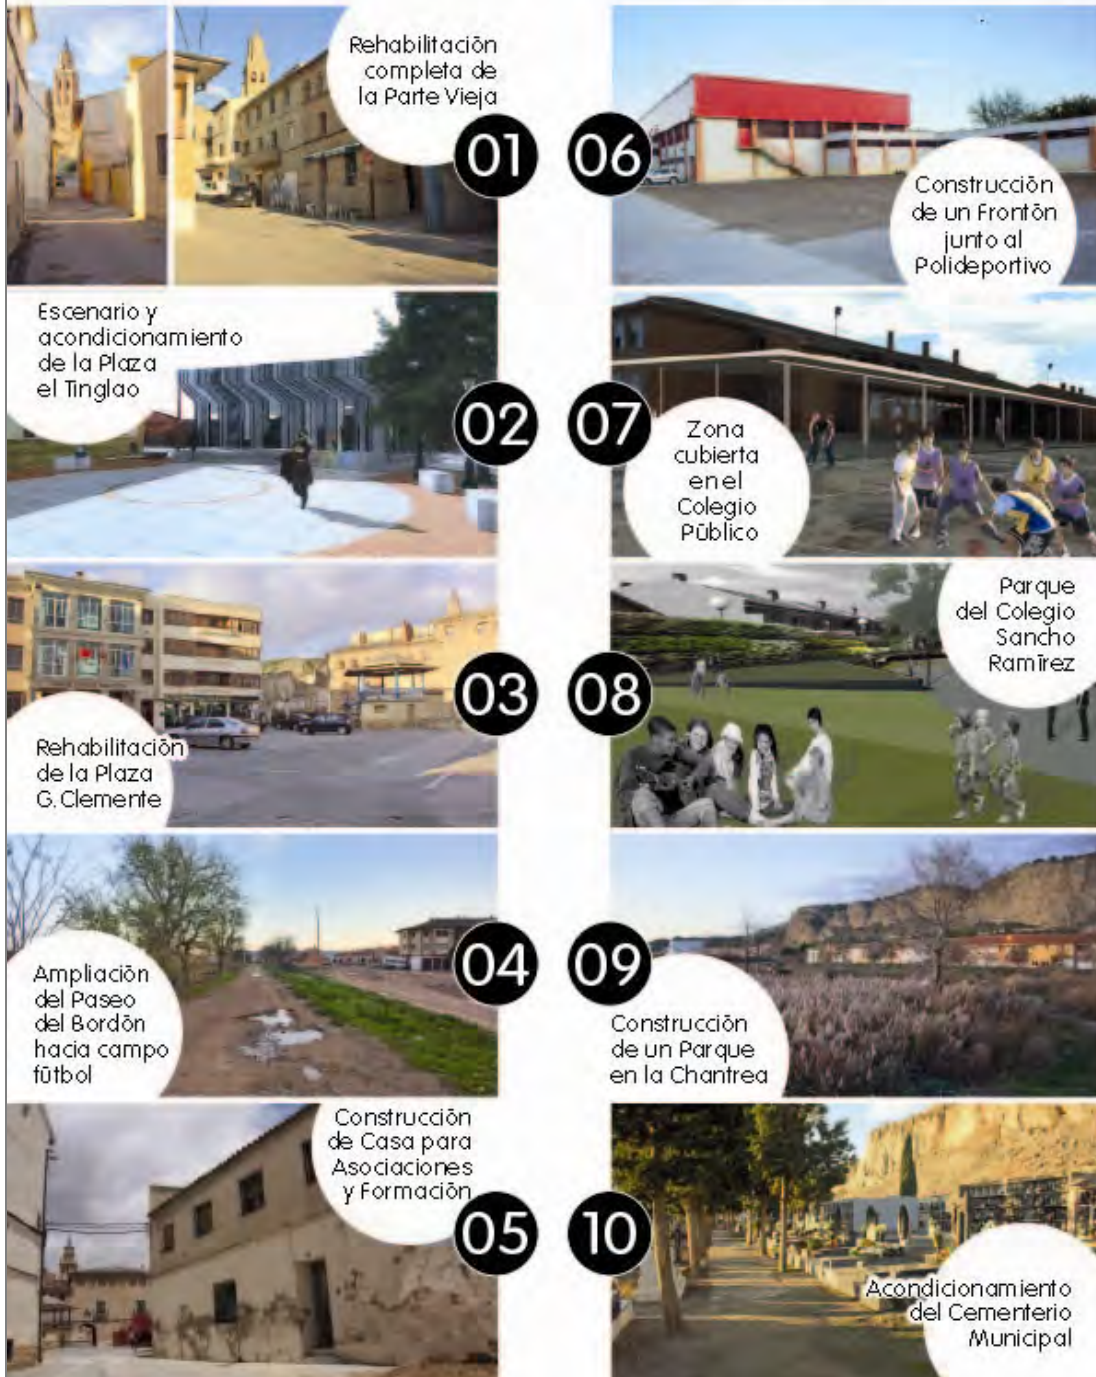 Rehabilitación
completa de
la Parte Vieja
01
Escenario y
acondicionamiento
de la Plaza
el Tinglao
02
Rehabilitación
de la Plaza
G. Clemente
03
Ampliación
del Paseo
del Bordón
hacia campo
fútbol
04
Construcción
de Casa para
Asociaciones
y Formación
05
06
Construcción
de un Frontón
junto al
Polideportivo
07
Zona
cubierta
en el
Colegio
Público
08
Parque
del Colegio
Sancho
Ramírez
09
Construcción
de un Parque
en la Chantrea
10
Acondicionamiento
del Cementerio
Municipal